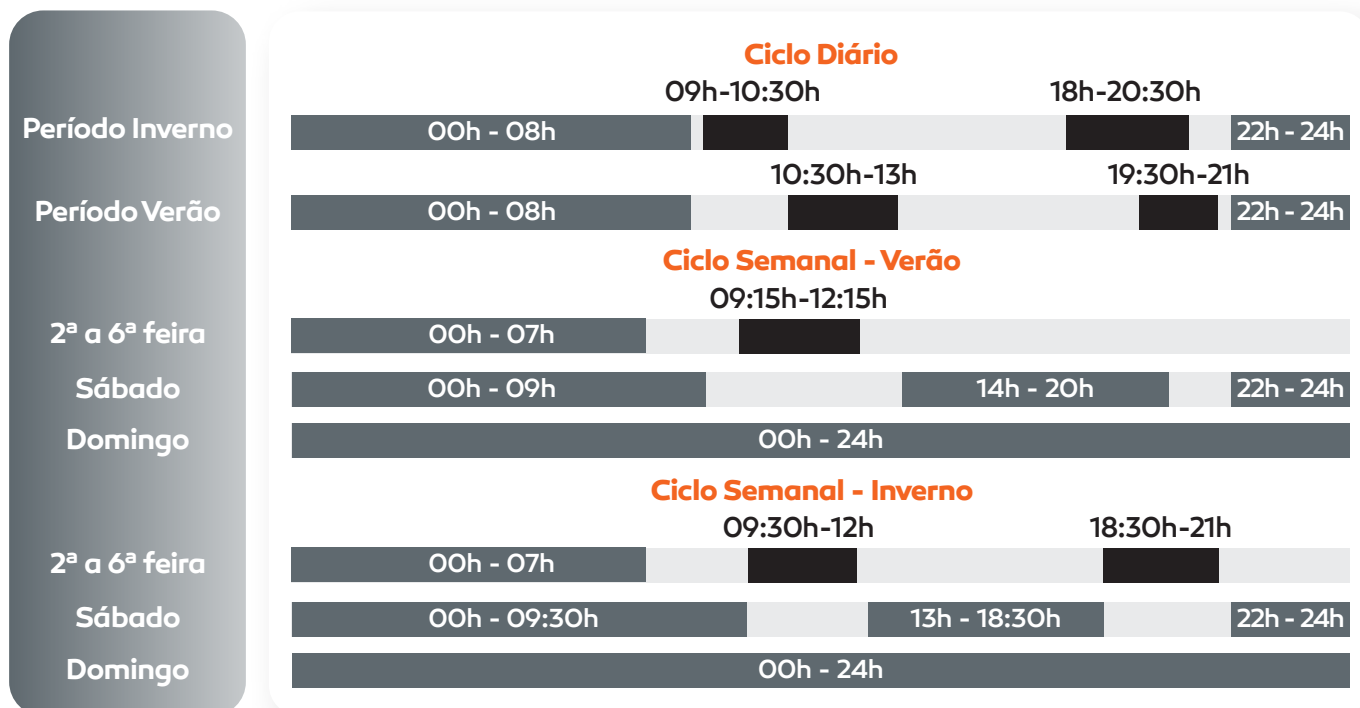 Ciclo Diário
09h-10:30h 18h-20:30h
Período Inverno 00h - 08h 22h - 24h
10:30h-13h 19:30h-21h
Período Verão 00h - 08h 22h - 24h
Ciclo Semanal - Verão
09:15h-12:15h
2ª a 6ª feira 00h - 07h
Sábado 00h - 09h 14h - 20h 22h - 24h
Domingo 00h - 24h
Ciclo Semanal - Inverno
09:30h-12h 18:30h-21h
2ª a 6ª feira 00h - 07h
Sábado 00h - 09:30h 13h - 18:30h 22h - 24h
Domingo 00h - 24h